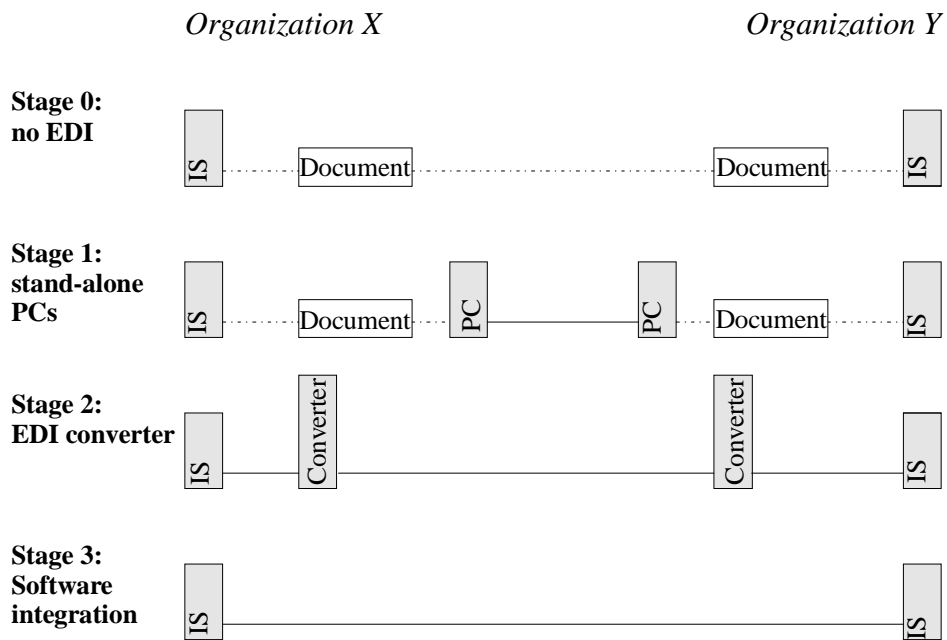 Organization X Organization Y
Stage 0:
no EDI
IS Document Document IS
Stage 1:
stand-alone
PCs
IS Document PC PC Document IS
Stage 2:
EDI converter
IS Converter Converter IS
Stage 3:
Software
integration
IS IS